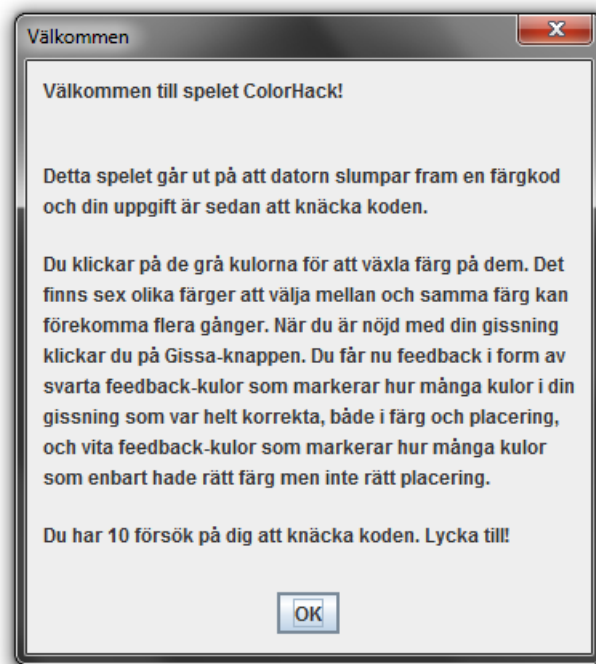 Välkommen
Välkommen till spelet ColorHack!
Detta spelet går ut på att datorn slumpar fram en färgkod
och din uppgift är sedan att knäcka koden.
Du klickar på de grå kulorna för att växla färg på dem. Det
finns sex olika färger att välja mellan och samma färg kan
förekomma flera gånger. När du är nöjd med din gissning
klickar du på Gissa-knappen. Du får nu feedback i form av
svarta feedback-kulor som markerar hur många kulor i din
gissning som var helt korrekta, både i färg och placering,
och vita feedback-kulor som markerar hur många kulor
som enbart hade rätt färg men inte rätt placering.
Du har 10 försök på dig att knäcka koden. Lycka till!
OK